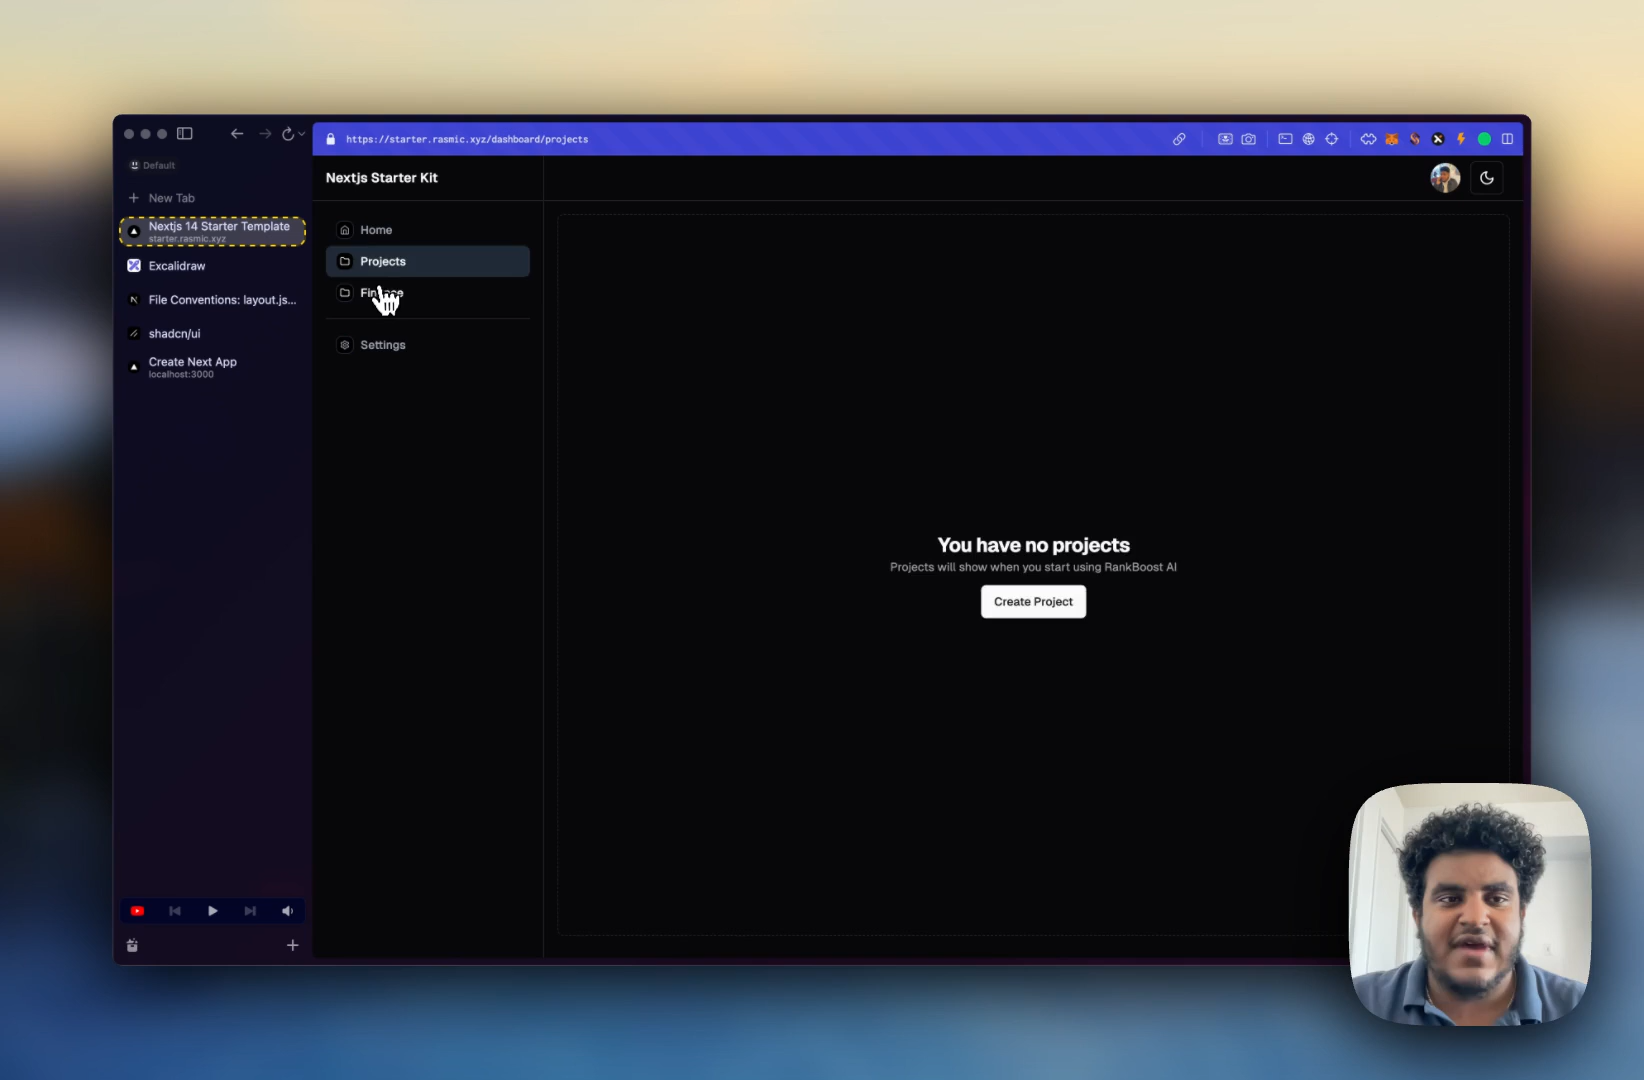 https://starter.rasmic.xyz/dashboard/projects
Default
New Tab
Nextjs 14 Starter Template
starter.rasmic.xyz
Excalidraw
File Conventions: layout.js...
shadcn/ui
Create Next App
localhost:3000
Nextjs Starter Kit
Home
Projects
Settings
You have no projects
Projects will show when you start using RankBoost AI
Create Project